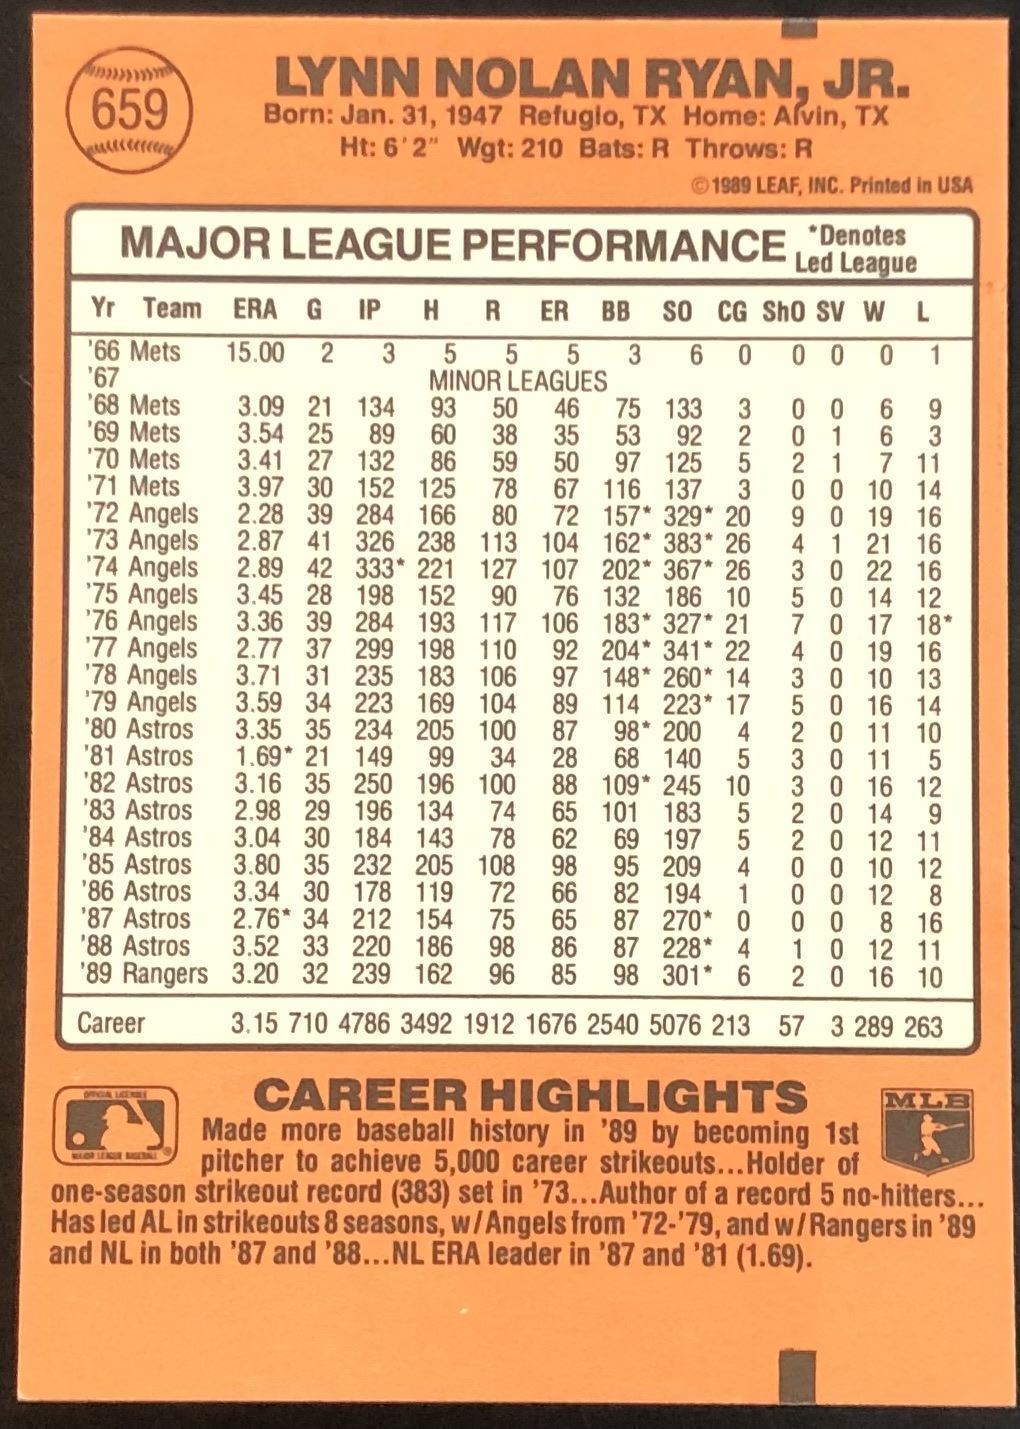 659
LYNN NOLAN RYAN, JR.
Born: Jan. 31, 1947 Refugio, TX Home: Alvin, TX
Ht: 6'2" Wgt: 210 Bats: R Throws: R
©1989 LEAF, INC. Printed in USA
MAJOR LEAGUE PERFORMANCE *Denotes Led League
Yr Team ERA G IP H R ER BB SO CG ShO SV W L
'66 Mets 15.00 2 3 5 5 5 3 6 0 0 0 0 1
'67 MINOR LEAGUES
'68 Mets 3.09 21 134 93 50 46 75 133 3 0 0 6 9
'69 Mets 3.54 25 89 60 38 35 53 92 2 0 1 6 3
'70 Mets 3.41 27 132 86 59 50 97 125 5 2 1 7 11
'71 Mets 3.97 30 152 125 78 67 116 137 3 0 0 10 14
'72 Angels 2.28 39 284 166 80 72 157* 329* 20 9 0 19 16
'73 Angels 2.87 41 326 238 113 104 162* 383* 26 4 1 21 16
'74 Angels 2.89 42 333* 221 127 107 202* 367* 26 3 0 22 16
'75 Angels 3.45 28 198 152 90 76 132 186 10 5 0 14 12
'76 Angels 3.36 39 284 193 117 106 183* 327* 21 7 0 17 18*
'77 Angels 2.77 37 299 198 110 92 204* 341* 22 4 0 19 16
'78 Angels 3.71 31 235 183 106 97 148* 260* 14 3 0 10 13
'79 Angels 3.59 34 223 169 104 89 114 223* 17 5 0 16 14
'80 Astros 3.35 35 234 205 100 87 98* 200 4 2 0 11 10
'81 Astros 1.69* 21 149 99 34 28 68 140 5 3 0 11 5
'82 Astros 3.16 35 250 196 100 88 109* 245 10 3 0 16 12
'83 Astros 2.98 29 196 134 74 65 101 183 5 2 0 14 9
'84 Astros 3.04 30 184 143 78 62 69 197 5 2 0 12 11
'85 Astros 3.80 35 232 205 108 98 95 209 4 0 0 10 12
'86 Astros 3.34 30 178 119 72 66 82 194 1 0 0 12 8
'87 Astros 2.76* 34 212 154 75 65 87 270* 0 0 0 8 16
'88 Astros 3.52 33 220 186 98 86 87 228* 4 1 0 12 11
'89 Rangers 3.20 32 239 162 96 85 98 301* 6 2 0 16 10
Career 3.15 710 4786 3492 1912 1676 2540 5076 213 57 3 289 263
CAREER HIGHLIGHTS
OFFICIAL LICENSEE
MAJOR LEAGUE BASEBALL
MLB
Made more baseball history in '89 by becoming 1st
pitcher to achieve 5,000 career strikeouts...Holder of
one-season strikeout record (383) set in '73...Author of a record 5 no-hitters...
Has led AL in strikeouts 8 seasons, w/Angels from '72-'79, and w/Rangers in '89
and NL in both '87 and '88...NL ERA leader in '87 and '81 (1.69).